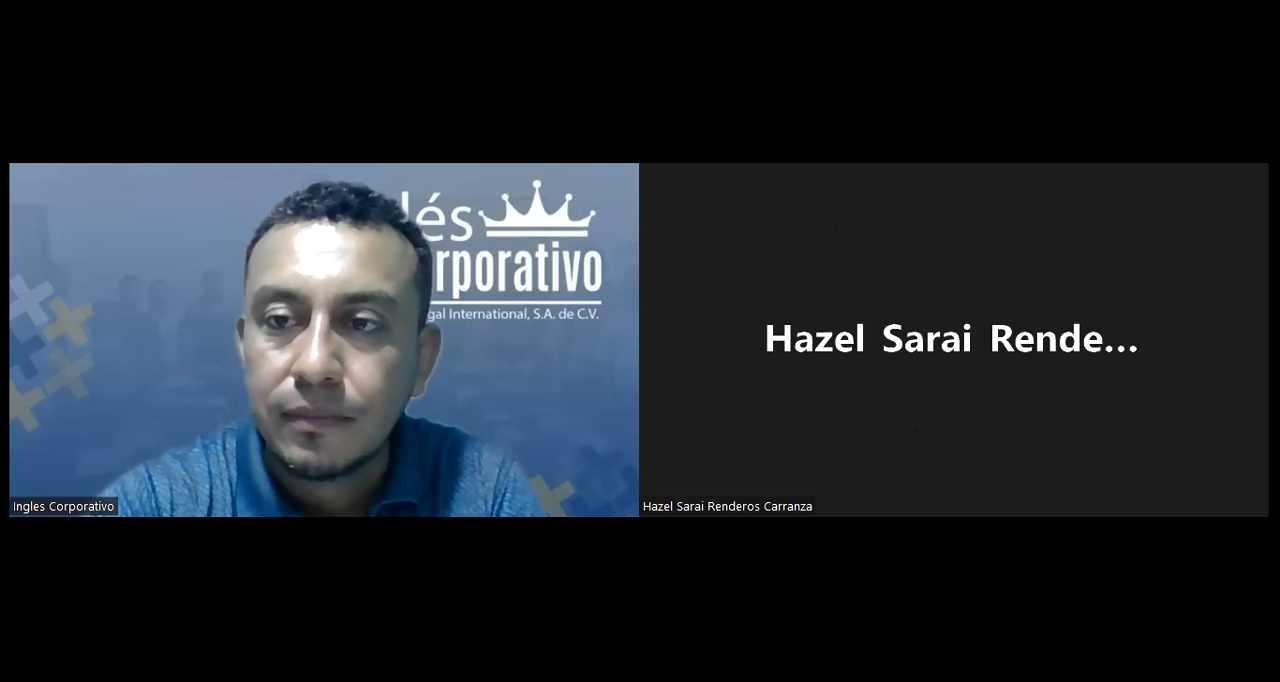 lés
rporativo
gal International, S.A. de C.V.
Hazel Sarai Rende...
Ingles Corporativo
Hazel Sarai Renderos Carranza